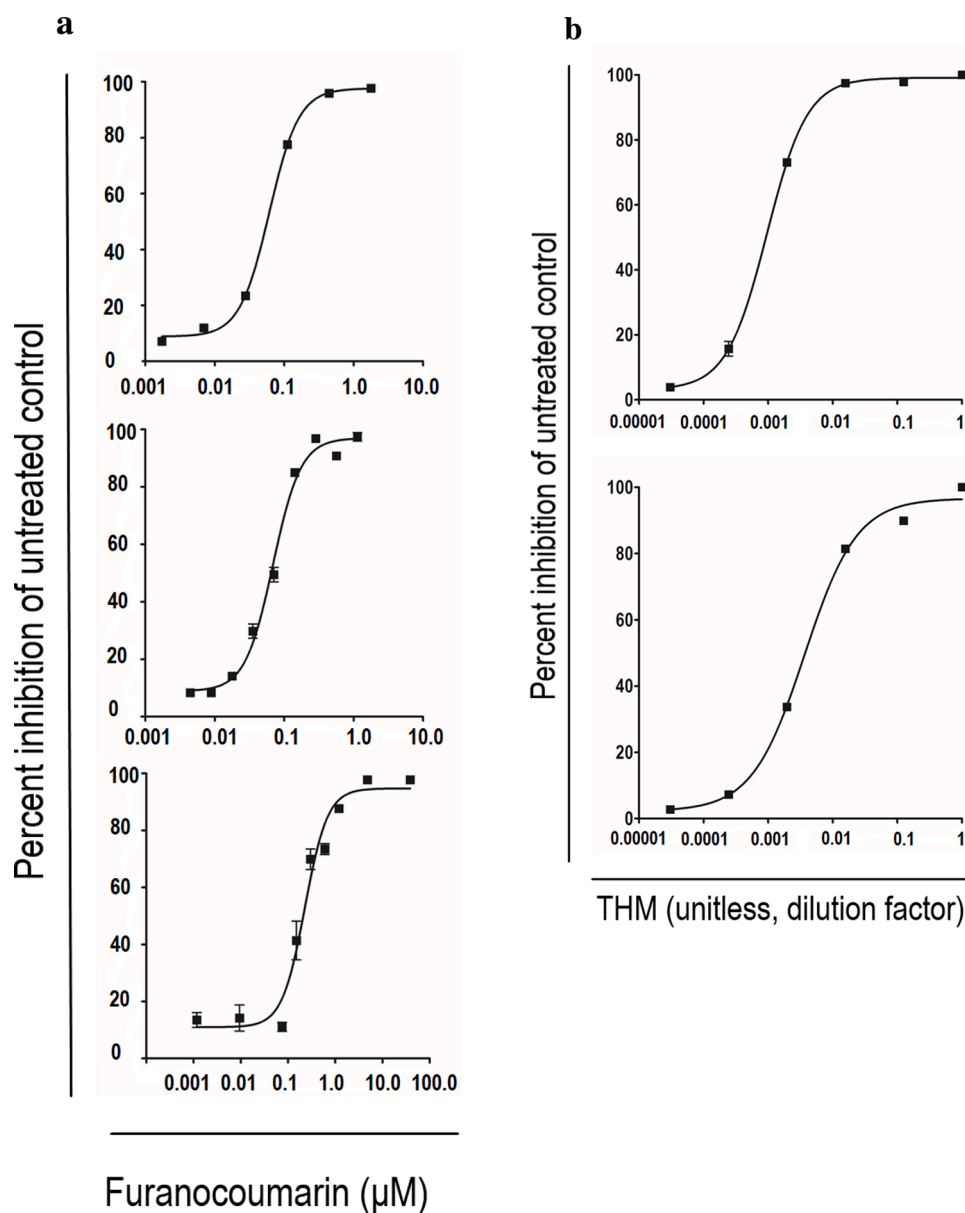 a
Percent inhibition of untreated control
100
80
60
40
20
0
0.001 0.01 0.1 1.0 10.0
100
80
60
40
20
0
0.001 0.01 0.1 1.0 10.0
100
80
60
40
20
0
0.001 0.01 0.1 1.0 10.0 100.0
Furanocoumarin (µM)
b
Percent inhibition of untreated control
100
80
60
40
20
0
0.00001 0.0001 0.001 0.01 0.1 1
100
80
60
40
20
0
0.00001 0.0001 0.001 0.01 0.1 1
THM (unitless, dilution factor)